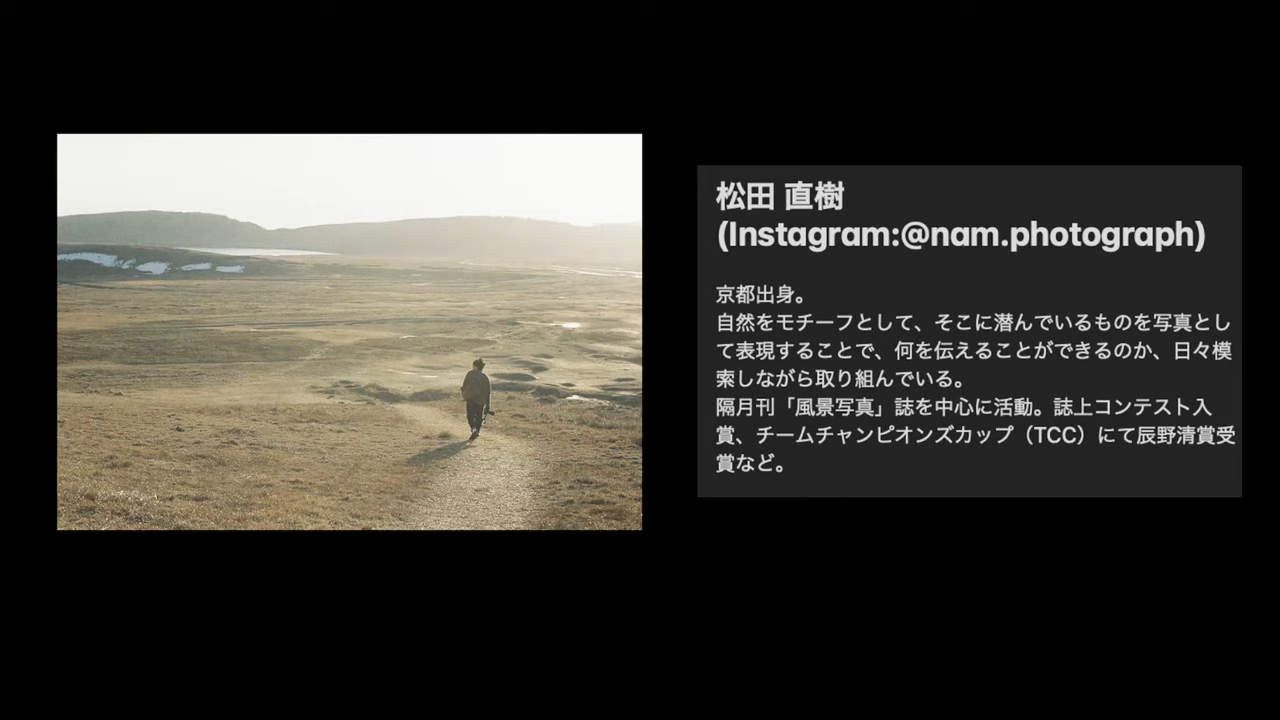 松田 直樹
(Instagram:@nam.photograph)
京都出身。
自然をモチーフとして、そこに潜んでいるものを写真とし
て表現することで、何を伝えることができるのか、日々模
索しながら取り組んでいる。
隔月刊「風景写真」誌を中心に活動。誌上コンテスト入
賞、チームチャンピオンズカップ（TCC）にて辰野清賞受
賞など。